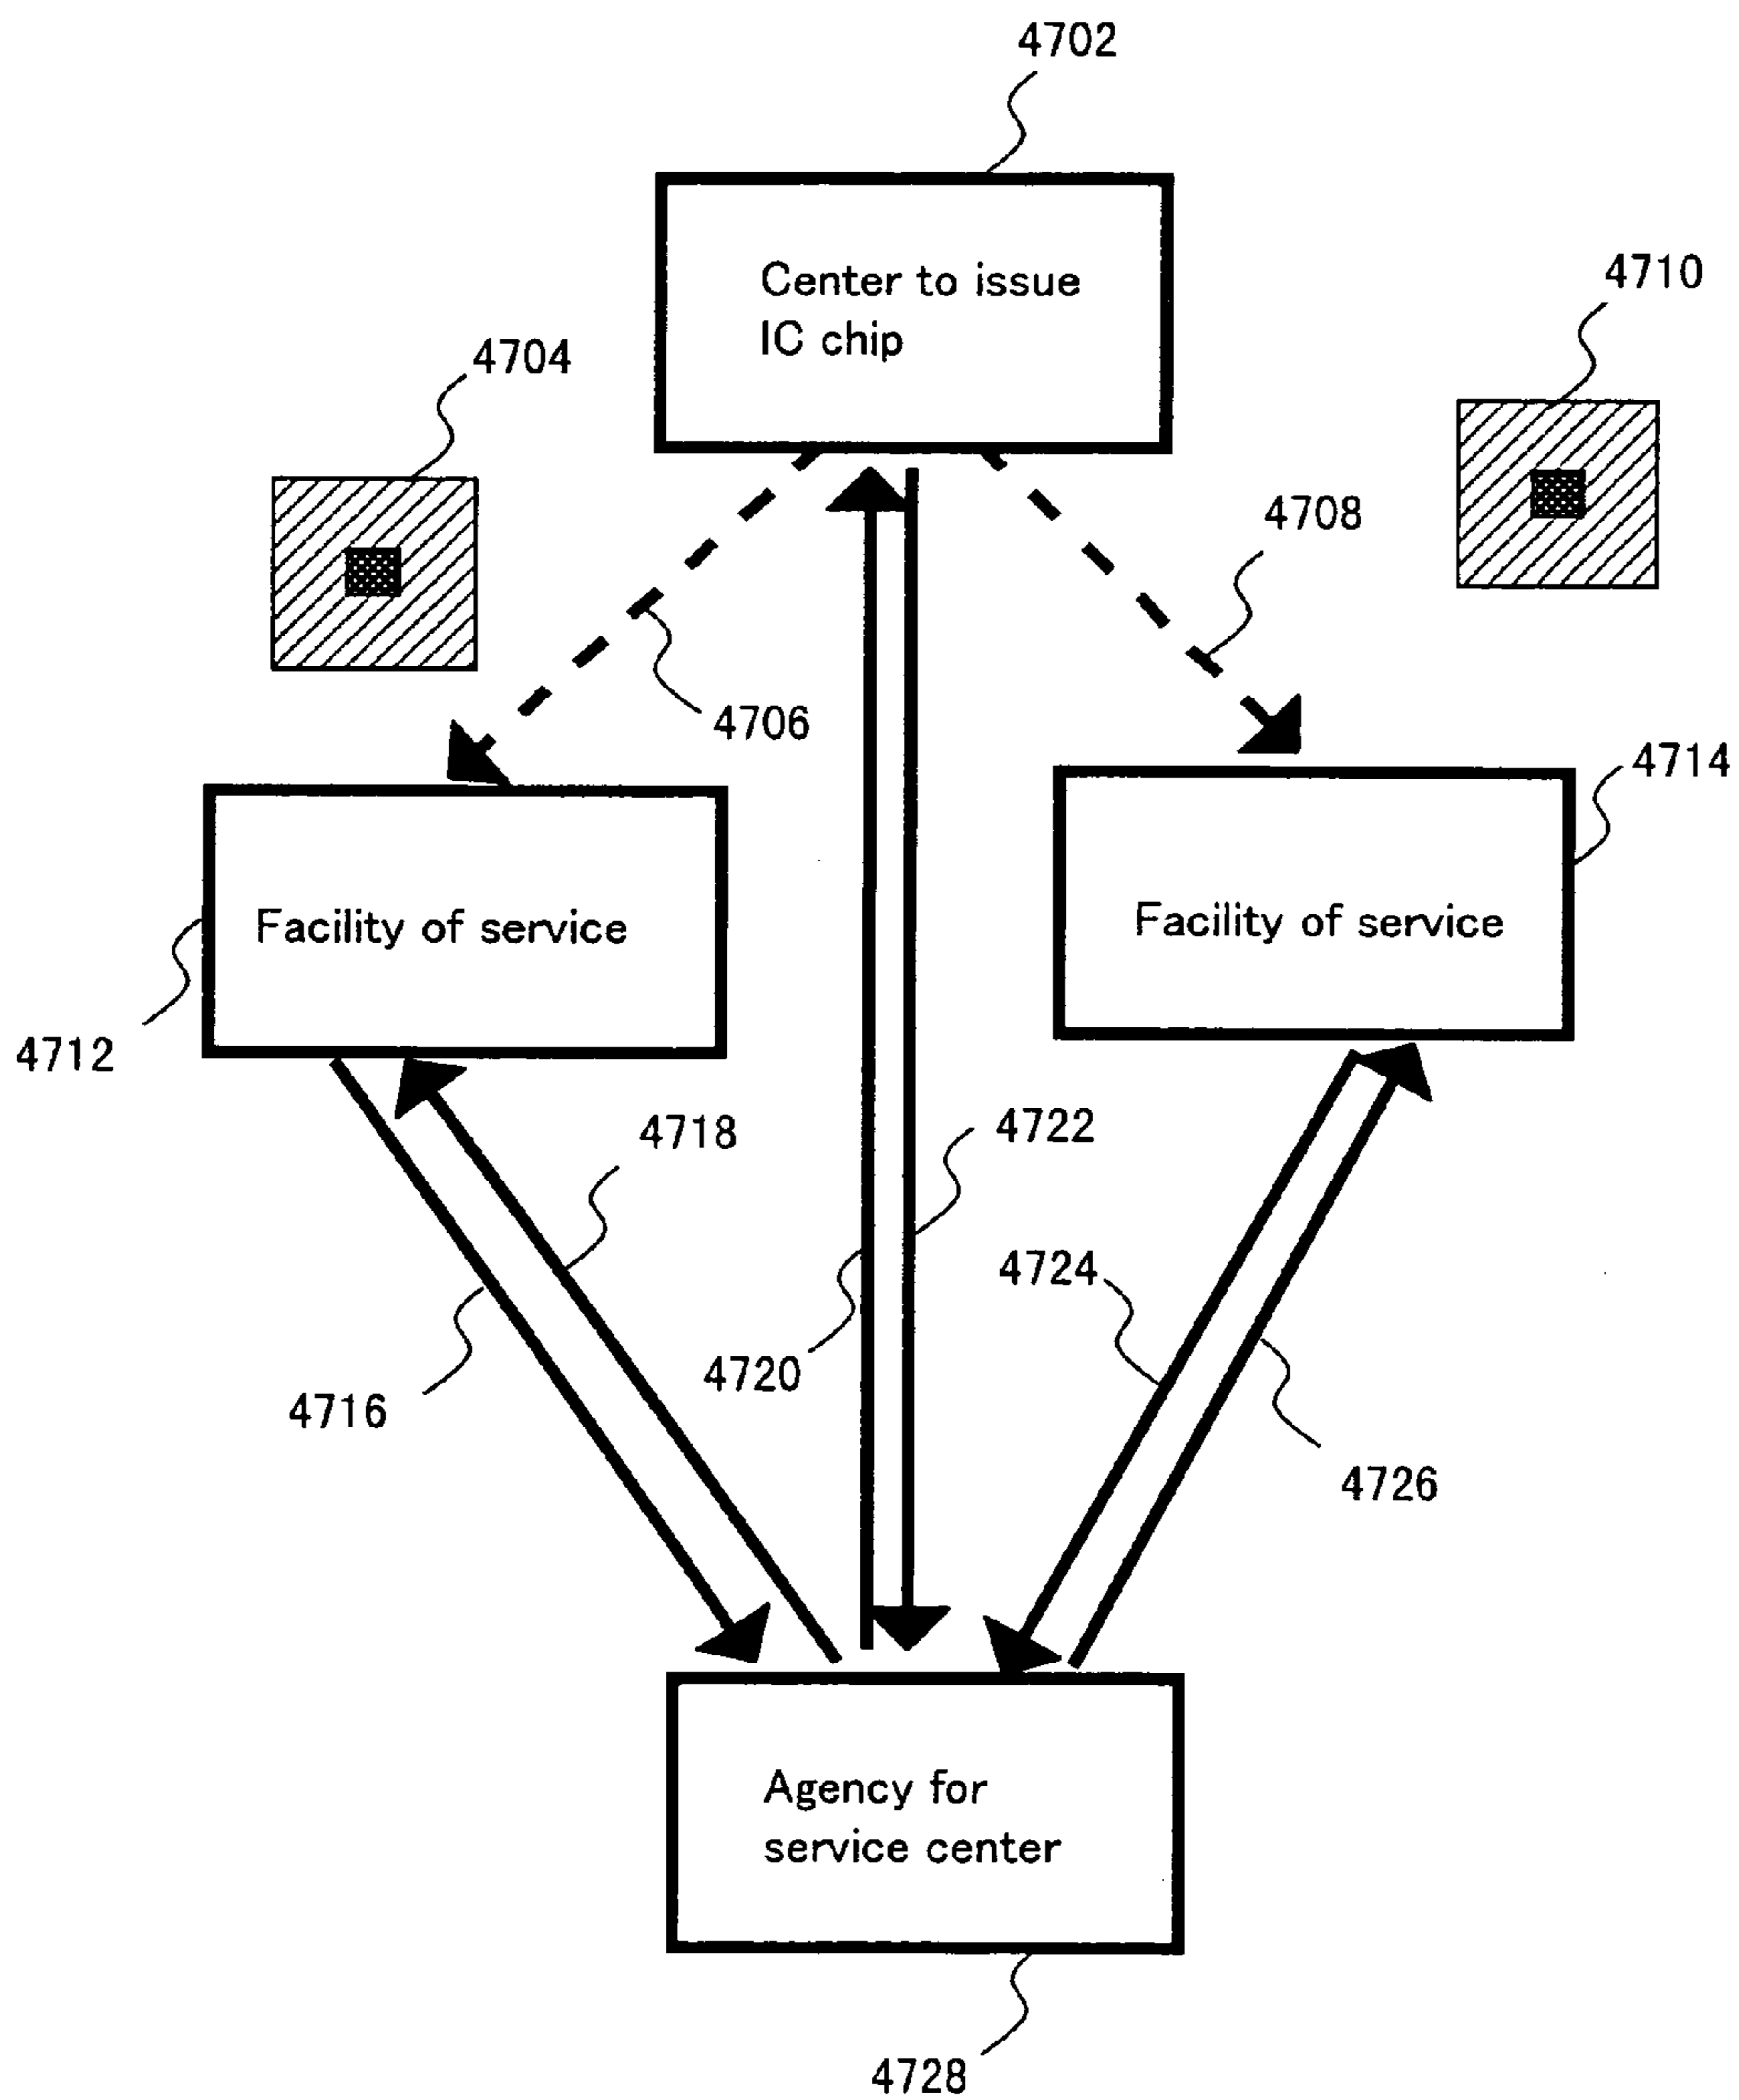 4702
Center to issue
IC chip
4710
4704
4708
4706
4714
Facility of service
Facility of service
4712
4718
4722
4724
4720
4716
4726
Agency for
service center
4728